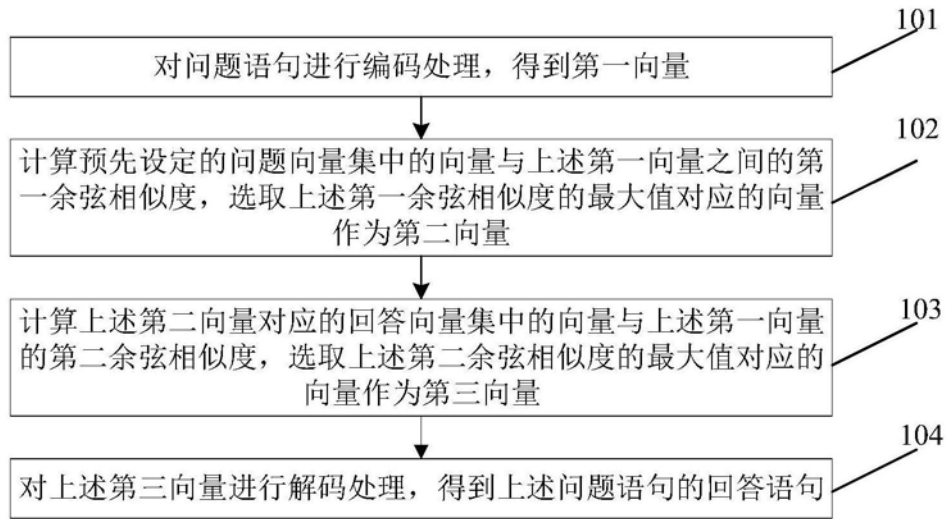 101
对问题语句进行编码处理，得到第一向量
102
计算预先设定的问题向量集中的向量与上述第一向量之间的第
一余弦相似度，选取上述第一余弦相似度的最大值对应的向量
作为第二向量
103
计算上述第二向量对应的回答向量集中的向量与上述第一向量
的第二余弦相似度，选取上述第二余弦相似度的最大值对应的
向量作为第三向量
104
对上述第三向量进行解码处理，得到上述问题语句的回答语句